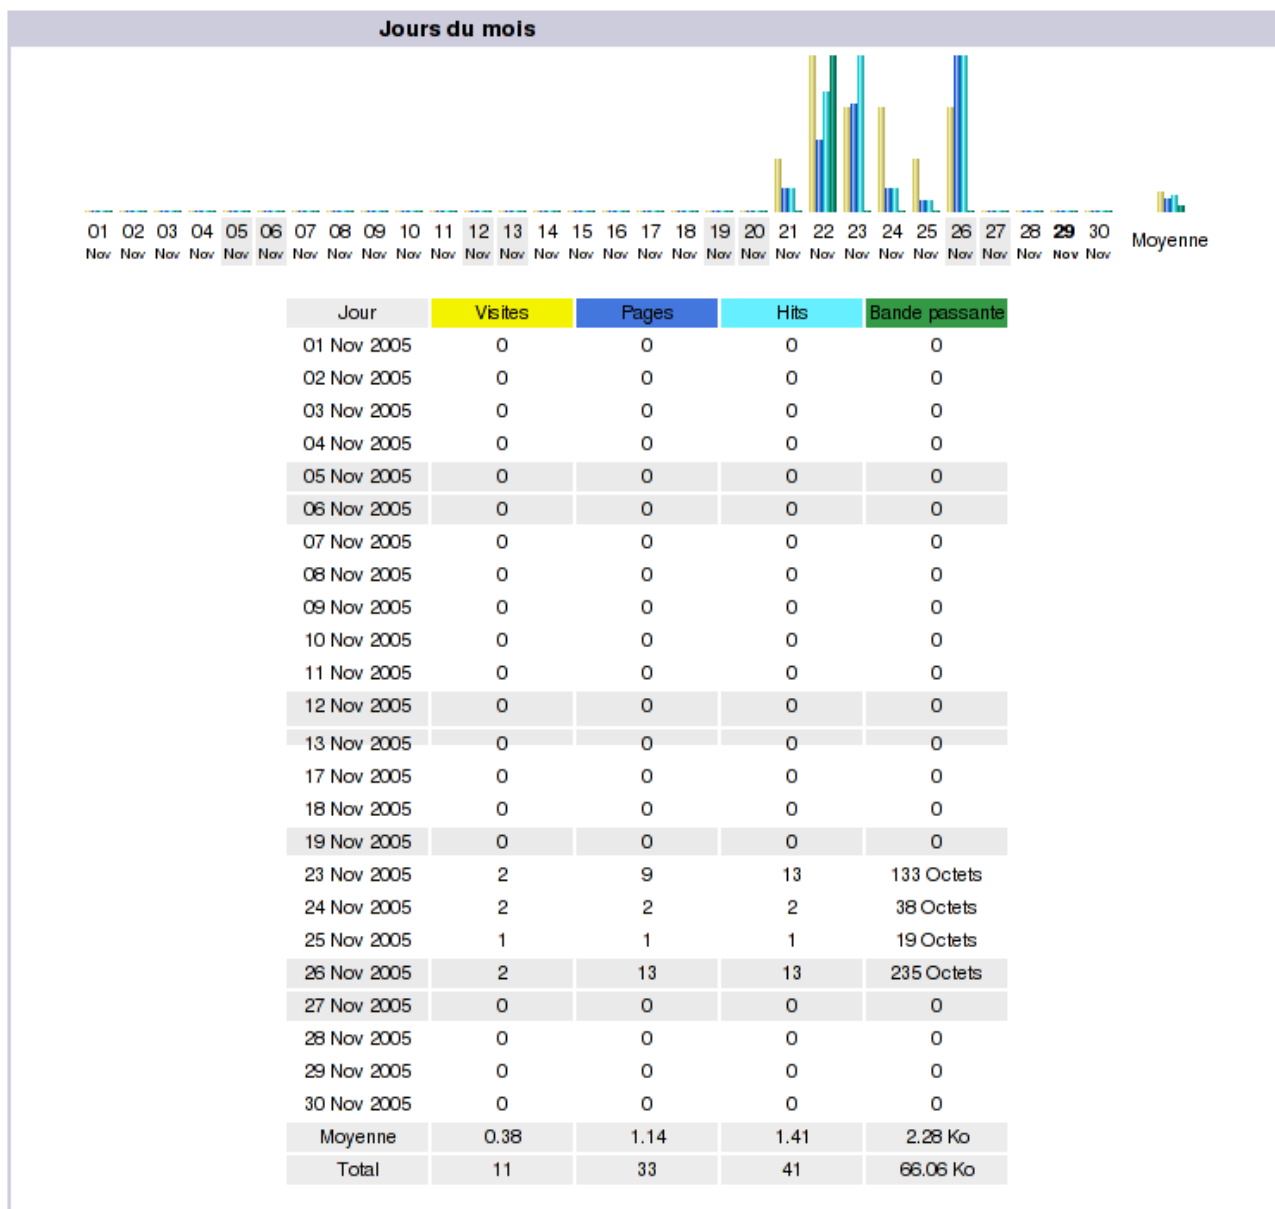 Jours du mois
01 02 03 04 05 06 07 08 09 10 11 12 13 14 15 16 17 18 19 20 21 22 23 24 25 26 27 28 29 30
Nov Nov Nov Nov Nov Nov Nov Nov Nov Nov Nov Nov Nov Nov Nov Nov Nov Nov Nov Nov Nov Nov Nov Nov Nov Nov Nov Nov Nov Nov
Moyenne
Jour Visites Pages Hits Bande passante
01 Nov 2005 0 0 0 0
02 Nov 2005 0 0 0 0
03 Nov 2005 0 0 0 0
04 Nov 2005 0 0 0 0
05 Nov 2005 0 0 0 0
06 Nov 2005 0 0 0 0
07 Nov 2005 0 0 0 0
08 Nov 2005 0 0 0 0
09 Nov 2005 0 0 0 0
10 Nov 2005 0 0 0 0
11 Nov 2005 0 0 0 0
12 Nov 2005 0 0 0 0
13 Nov 2005 0 0 0 0
17 Nov 2005 0 0 0 0
18 Nov 2005 0 0 0 0
19 Nov 2005 0 0 0 0
23 Nov 2005 2 9 13 133 Octets
24 Nov 2005 2 2 2 38 Octets
25 Nov 2005 1 1 1 19 Octets
26 Nov 2005 2 13 13 235 Octets
27 Nov 2005 0 0 0 0
28 Nov 2005 0 0 0 0
29 Nov 2005 0 0 0 0
30 Nov 2005 0 0 0 0
Moyenne 0.38 1.14 1.41 2.28 Ko
Total 11 33 41 66.06 Ko